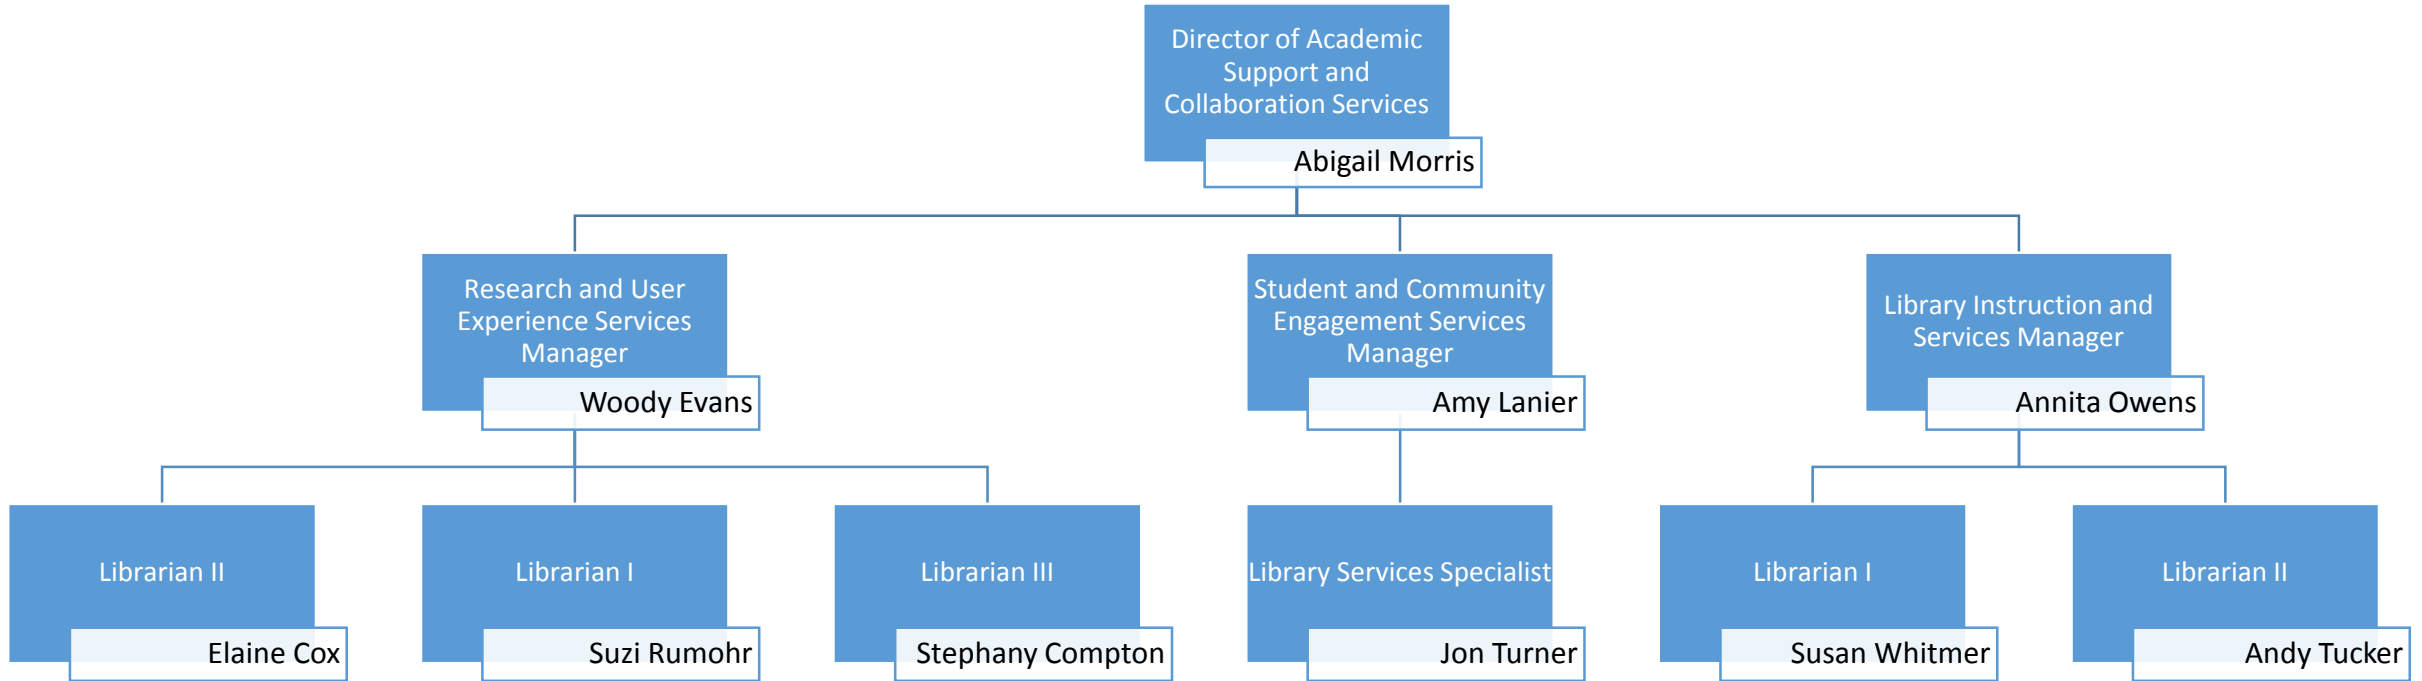 Director of Academic
Support and
Collaboration Services
Abigail Morris
Research and User
Experience Services
Manager
Woody Evans
Student and Community
Engagement Services
Manager
Amy Lanier
Library Instruction and
Services Manager
Annita Owens
Librarian II
Elaine Cox
Librarian I
Suzi Rumohr
Librarian III
Stephany Compton
Library Services Specialist
Jon Turner
Librarian I
Susan Whitmer
Librarian II
Andy Tucker